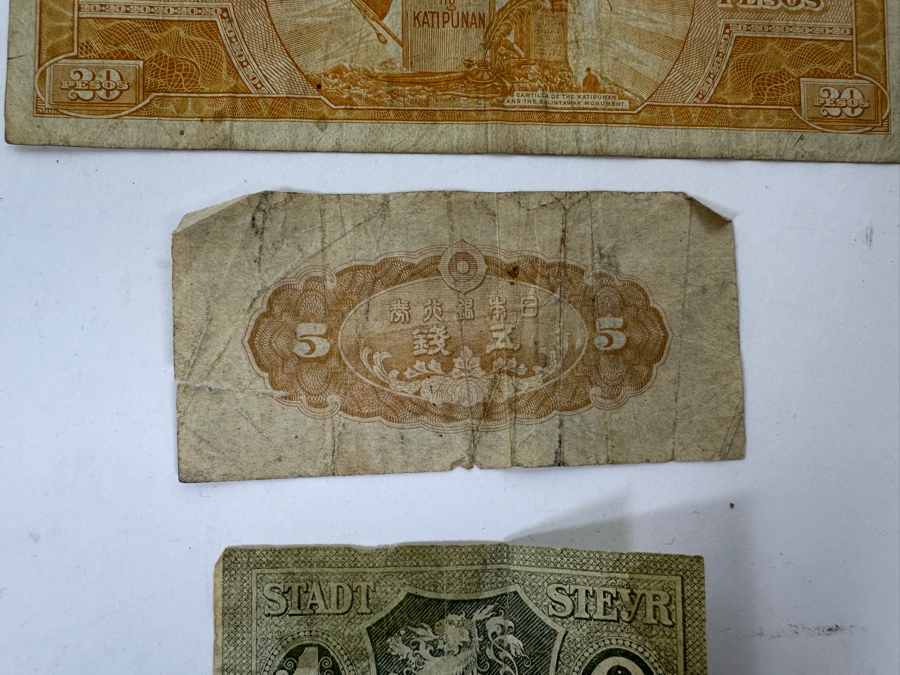 ng
KATIPUNAN
PESOS
20 PESOS
CARTILLA OF THE KATIPUNAN
AND THE BALINTAWAK MONUMENT.
20 PESOS
日本銀行券
5 五錢 5
STADT STEYR